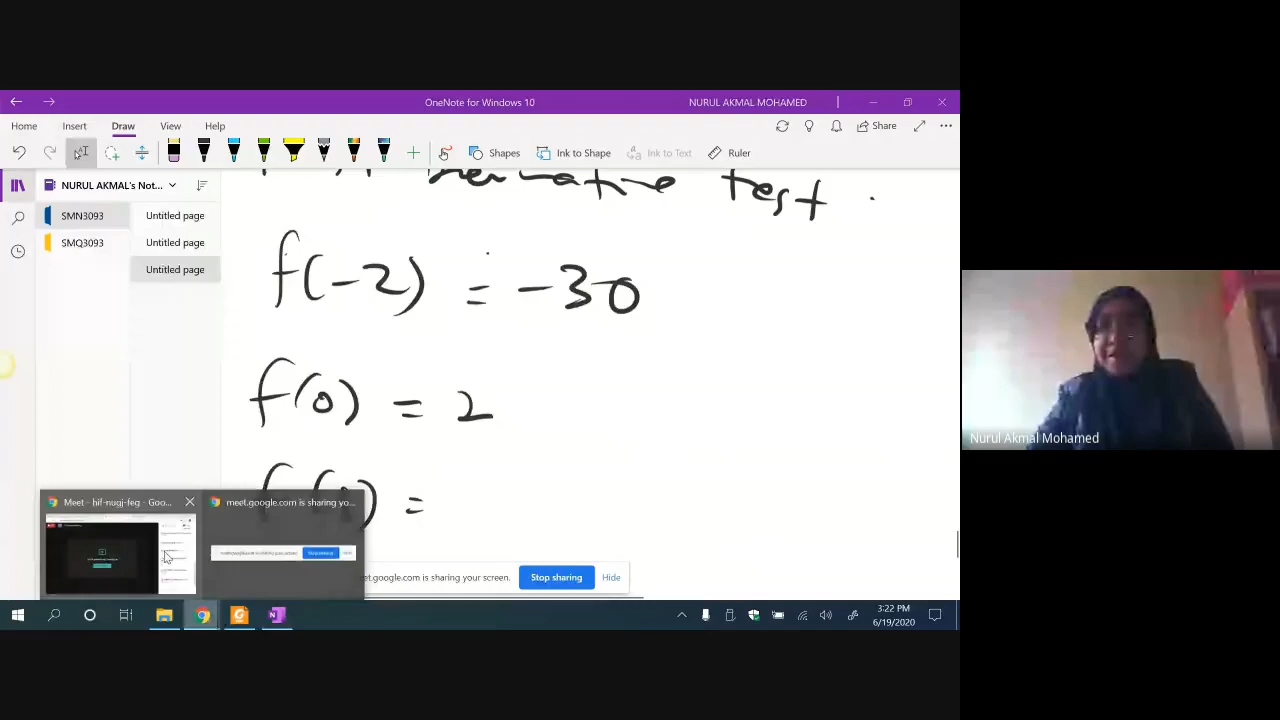 OneNote for Windows 10
NURUL AKMAL MOHAMED
Home Insert Draw View Help
Share
Shapes Ink to Shape Ink to Text Ruler
NURUL AKMAL's Not...
SMN3093
SMQ3093
Untitled page
Untitled page
Untitled page
derivative test.
f(-2) = -30
f(0) = 2
f ( ) =
Meet - hif-nuqj-feg - Goo...
meet.google.com is sharing yo...
eet.google.com is sharing your screen.
Stop sharing
Hide
3:22 PM
6/19/2020
Nurul Akmal Mohamed